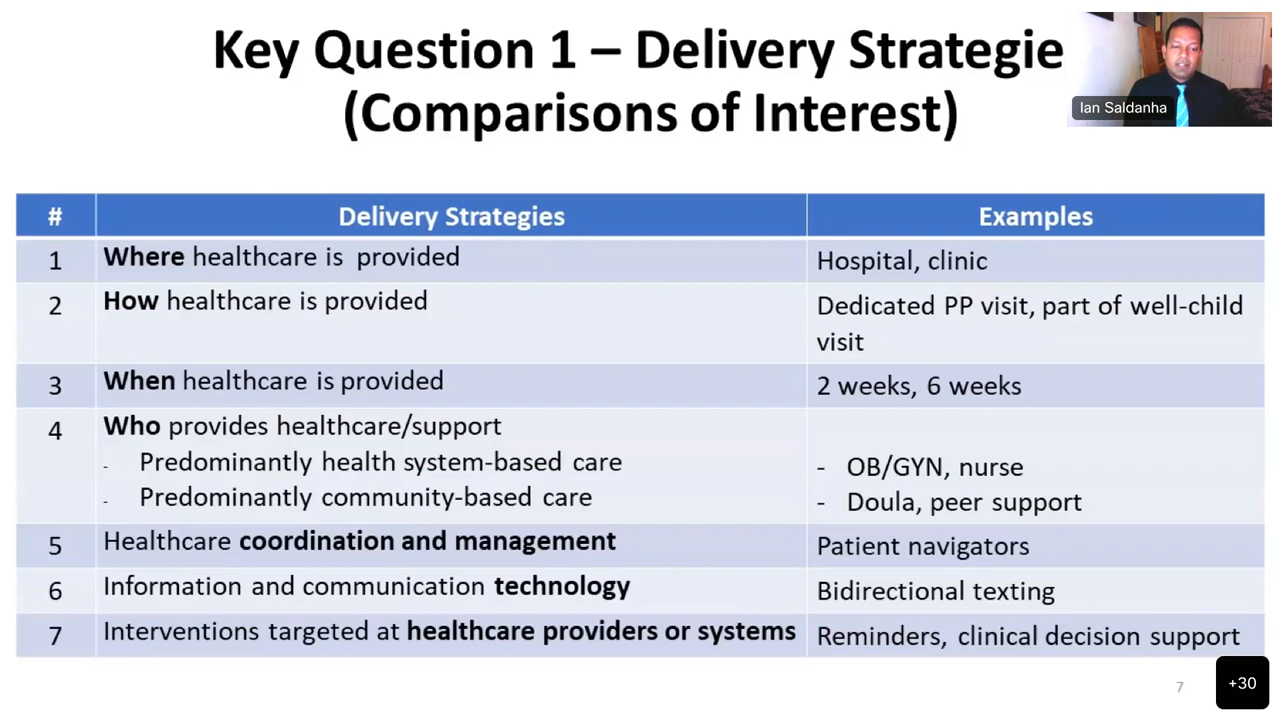 Key Question 1 – Delivery Strategie
(Comparisons of Interest)
Ian Saldanha
# Delivery Strategies Examples
1 Where healthcare is provided Hospital, clinic
2 How healthcare is provided Dedicated PP visit, part of well-child
visit
3 When healthcare is provided 2 weeks, 6 weeks
4 Who provides healthcare/support
- Predominantly health system-based care - OB/GYN, nurse
- Predominantly community-based care - Doula, peer support
5 Healthcare coordination and management Patient navigators
6 Information and communication technology Bidirectional texting
7 Interventions targeted at healthcare providers or systems Reminders, clinical decision support
7
+30